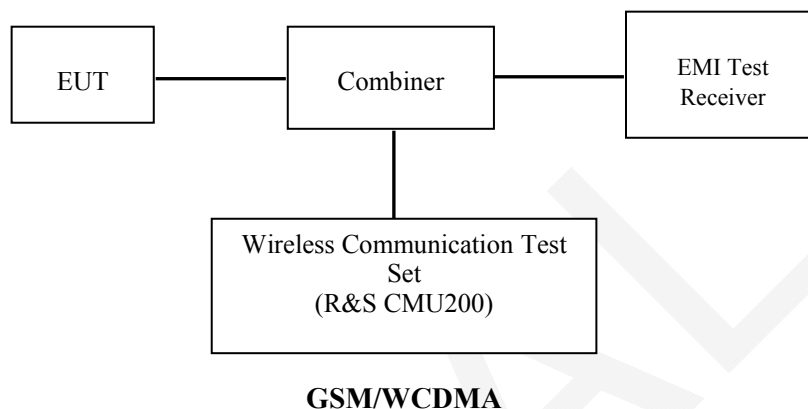 EUT
Combiner
EMI Test
Receiver
Wireless Communication Test
Set
(R&S CMU200)
GSM/WCDMA